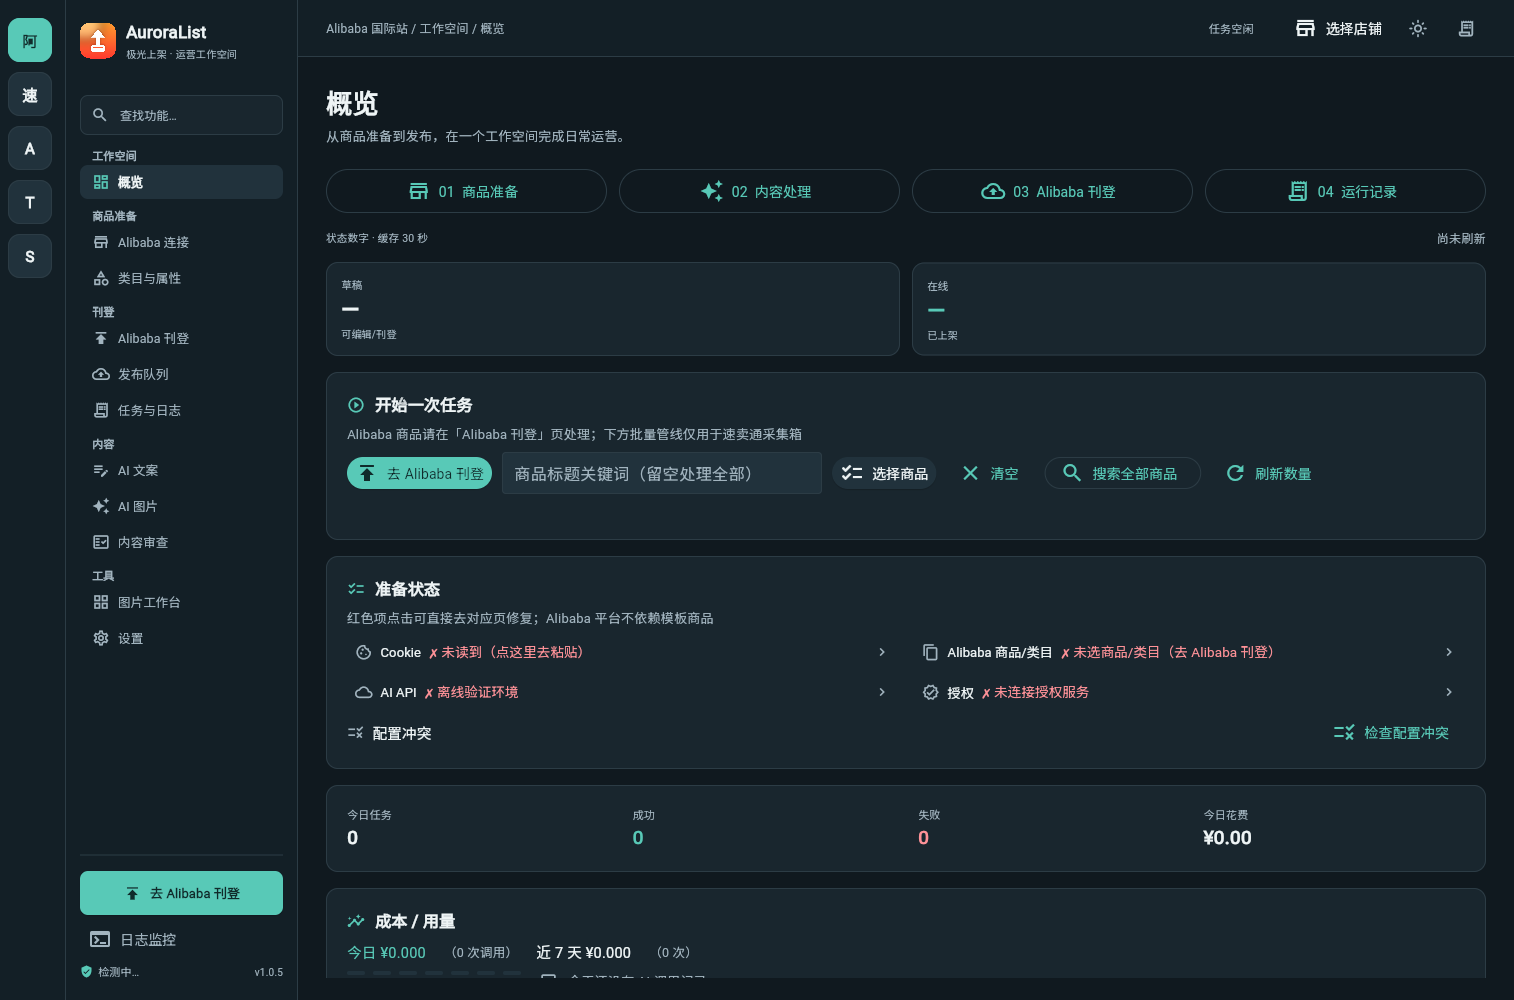 阿
速
A
T
S
AuroraList
极光上架 · 运营工作空间
查找功能...
工作空间
概览
商品准备
Alibaba 连接
类目与属性
刊登
Alibaba 刊登
发布队列
任务与日志
内容
AI 文案
AI 图片
内容审查
工具
图片工作台
设置
去 Alibaba 刊登
日志监控
检测中...
v1.0.5
Alibaba 国际站 / 工作空间 / 概览
任务空闲
选择店铺
概览
从商品准备到发布，在一个工作空间完成日常运营。
01 商品准备
02 内容处理
03 Alibaba 刊登
04 运行记录
状态数字 · 缓存 30 秒
尚未刷新
草稿
—
可编辑/刊登
在线
—
已上架
开始一次任务
Alibaba 商品请在「Alibaba 刊登」页处理；下方批量管线仅用于速卖通采集箱
去 Alibaba 刊登
商品标题关键词（留空处理全部）
选择商品
清空
搜索全部商品
刷新数量
准备状态
红色项点击可直接去对应页修复；Alibaba 平台不依赖模板商品
Cookie ✗ 未读到（点这里去粘贴）
Alibaba 商品/类目 ✗ 未选商品/类目（去 Alibaba 刊登）
AI API ✗ 离线验证环境
授权 ✗ 未连接授权服务
配置冲突
检查配置冲突
今日任务
0
成功
0
失败
0
今日花费
¥0.00
成本 / 用量
今日 ¥0.000 （0 次调用） 近 7 天 ¥0.000 （0 次）